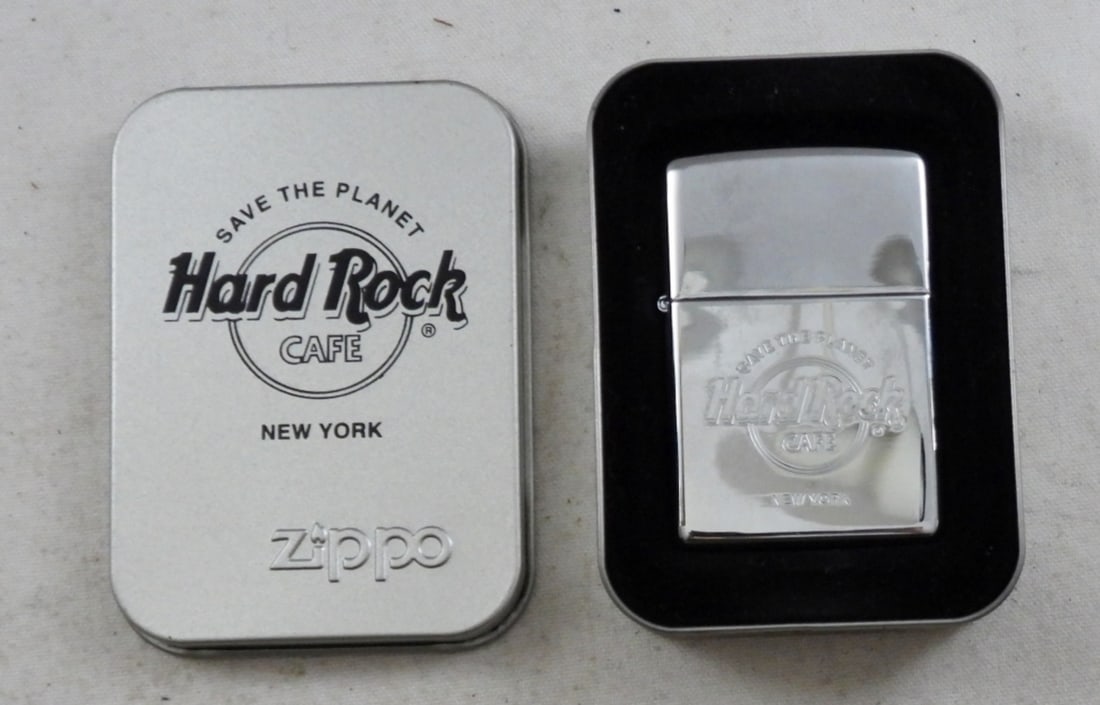 SAVE THE PLANET
Hard Rock
®
CAFE
NEW YORK
zippo
SAVE THE PLANET
Hard Rock
CAFE
NEW YORK